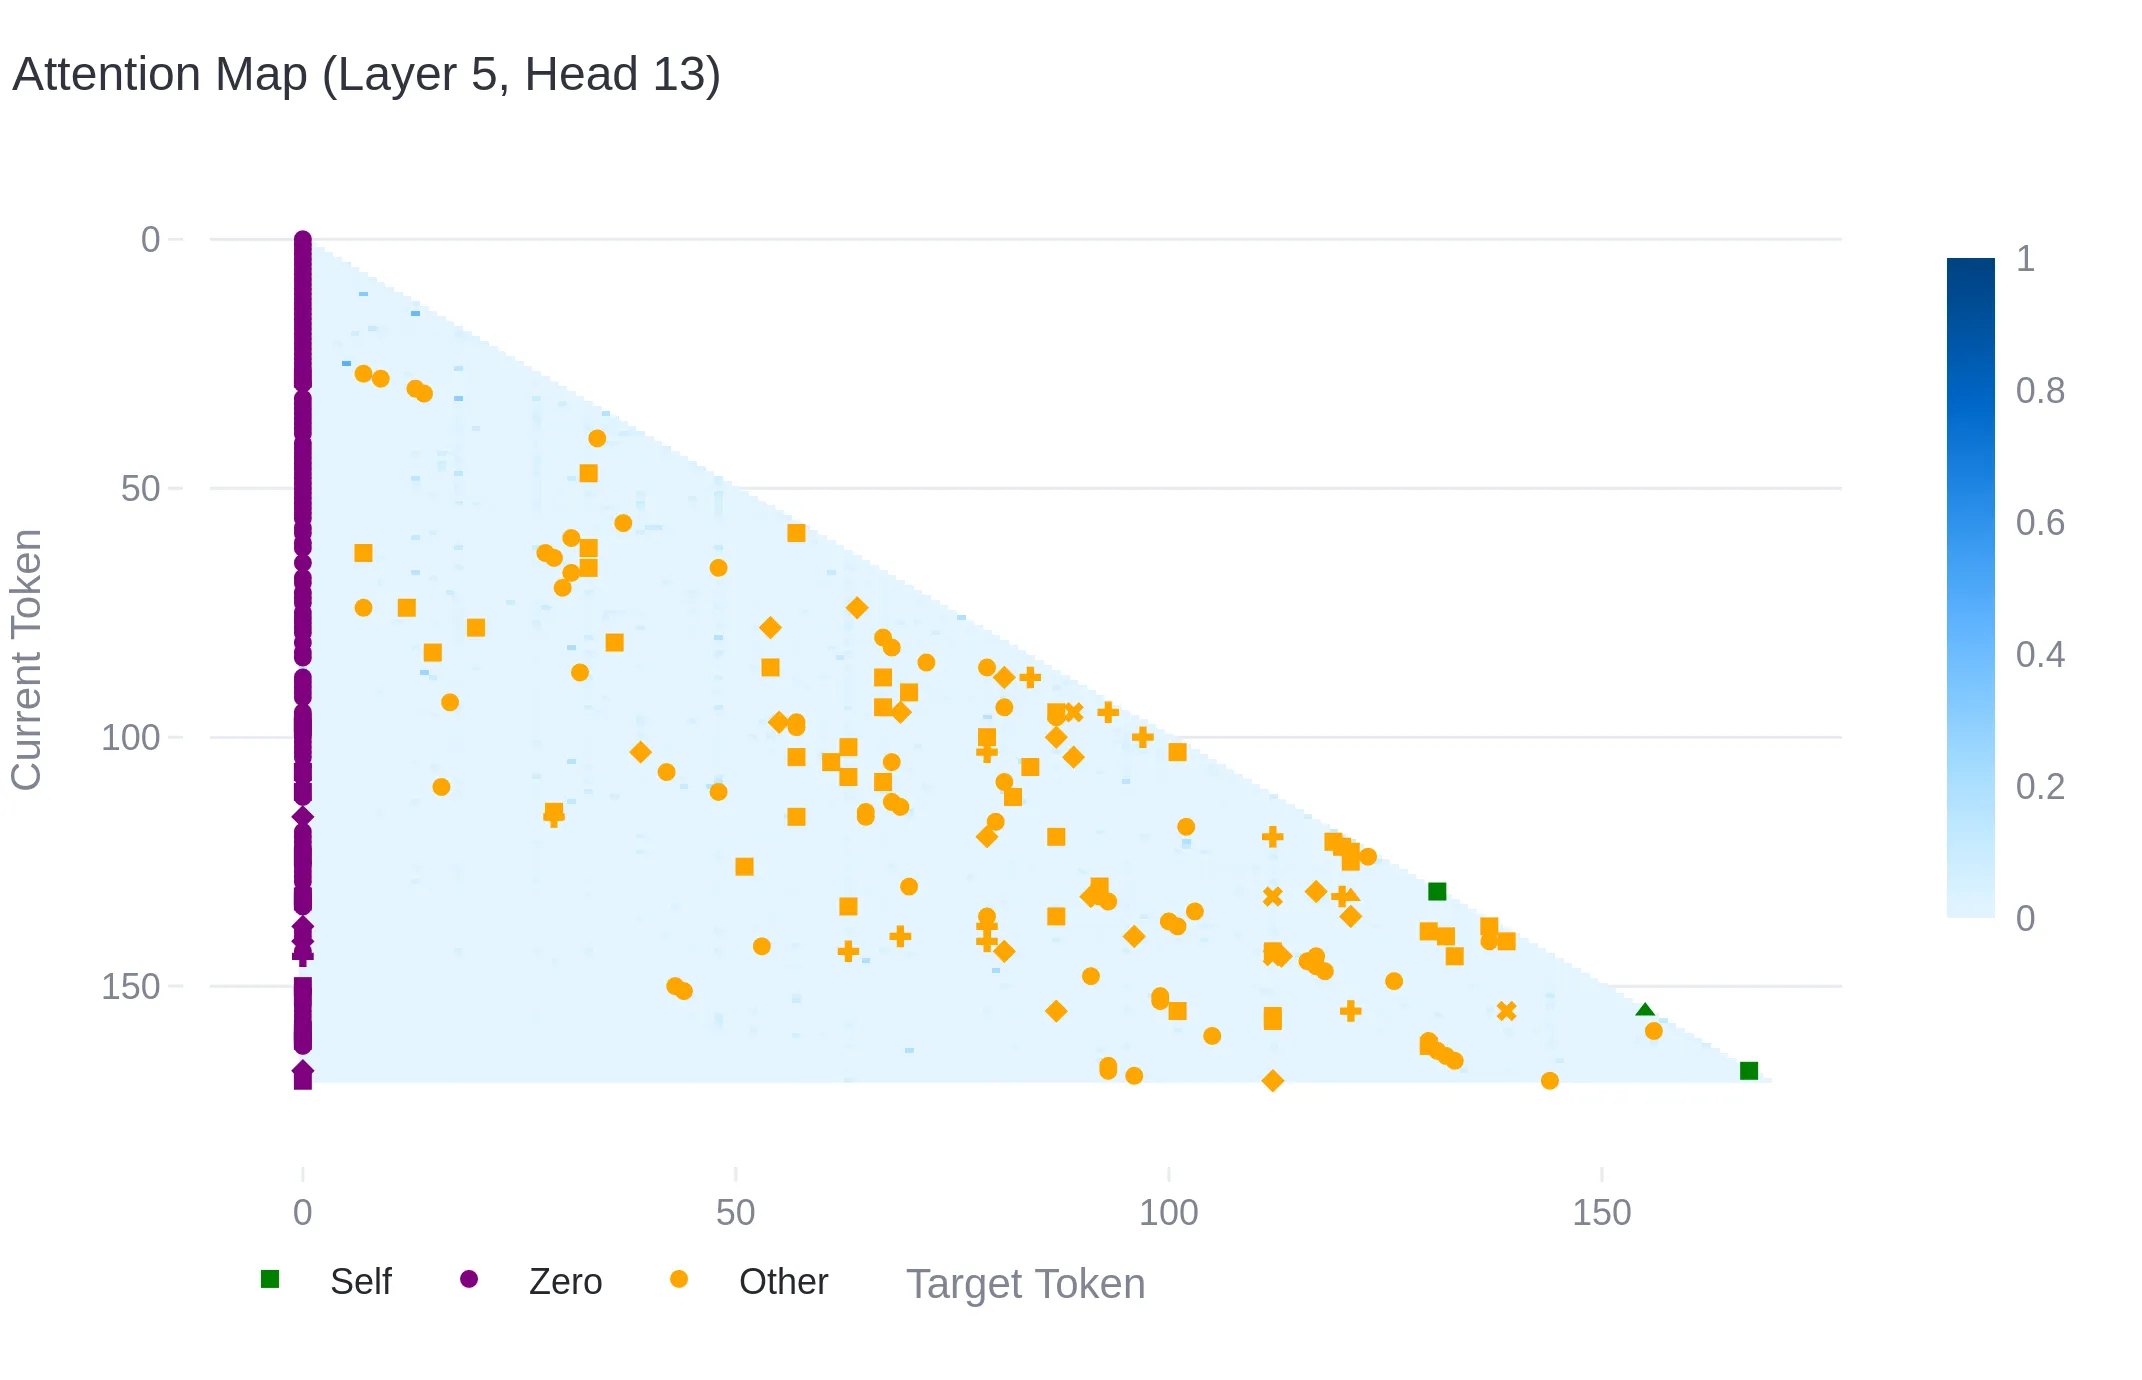 Attention Map (Layer 5, Head 13)
0
50
100
150
Current Token
0
50
100
150
Target Token
Self
Zero
Other
1
0.8
0.6
0.4
0.2
0